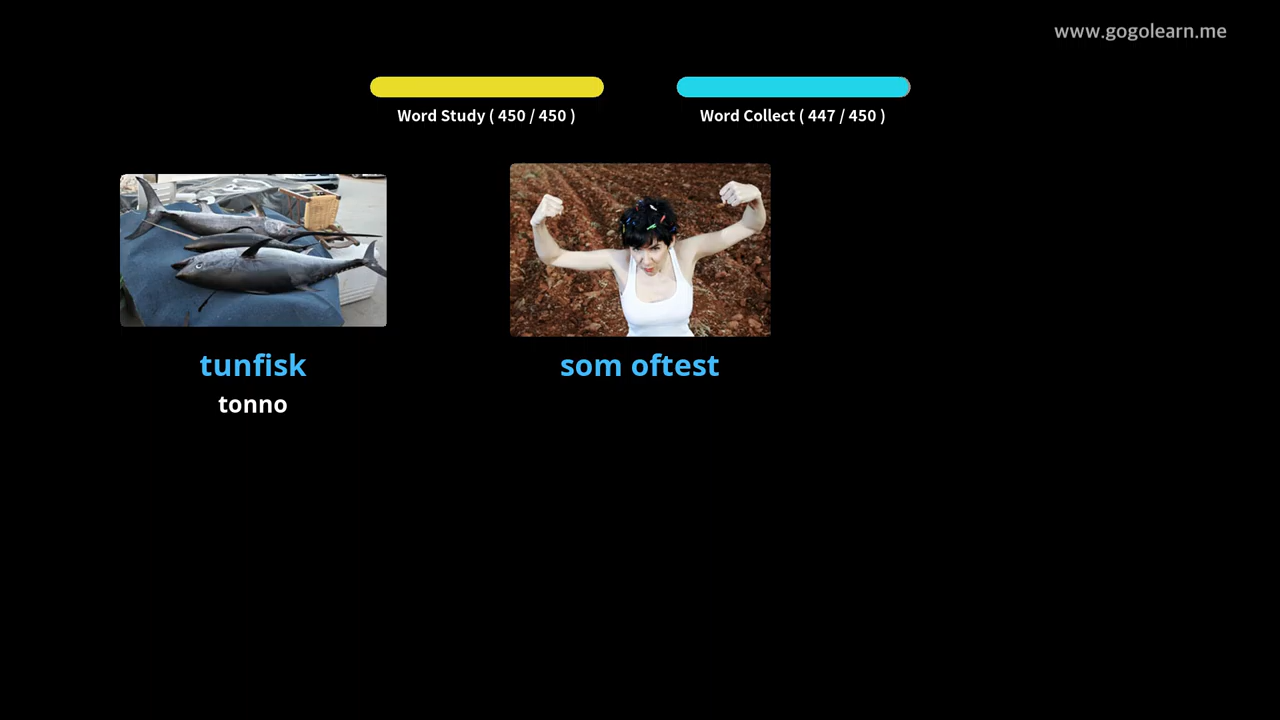 www.gogolearn.me
Word Study ( 450 / 450 )
Word Collect ( 447 / 450 )
tunfisk
tonno
som oftest